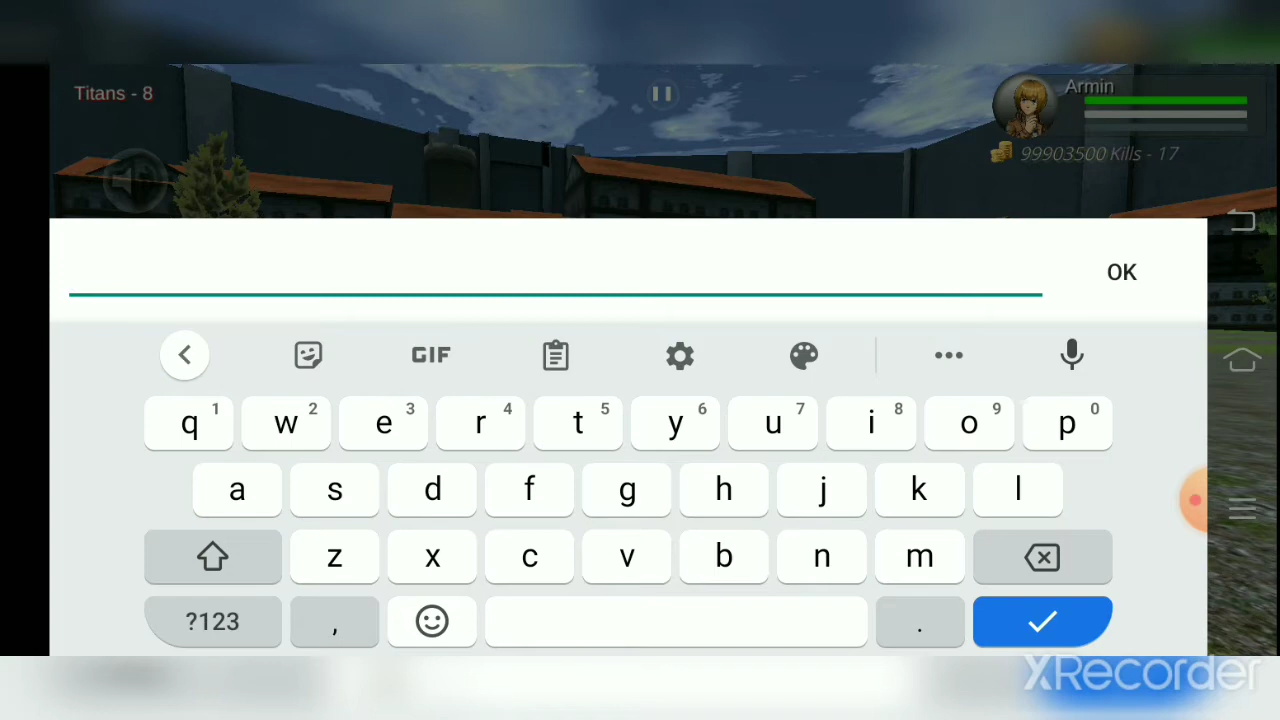 Titans - 8
Armin
99903500 Kills - 17
OK
GIF
q 1 w 2 e 3 r 4 t 5 y 6 u 7 i 8 o 9 p 0
a s d f g h j k l
z x c v b n m
?123 , .
XRecorder